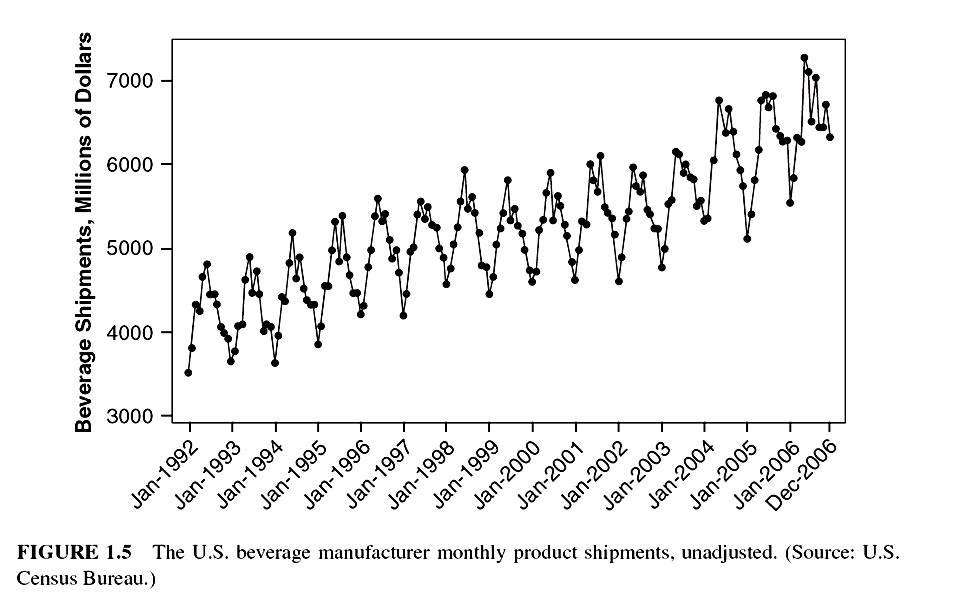 Beverage Shipments, Millions of Dollars
7000
6000
5000
4000
3000
Jan-1992
Jan-1993
Jan-1994
Jan-1995
Jan-1996
Jan-1997
Jan-1998
Jan-1999
Jan-2000
Jan-2001
Jan-2002
Jan-2003
Jan-2004
Jan-2005
Jan-2006
Dec-2006
FIGURE 1.5 The U.S. beverage manufacturer monthly product shipments, unadjusted. (Source: U.S.
Census Bureau.)